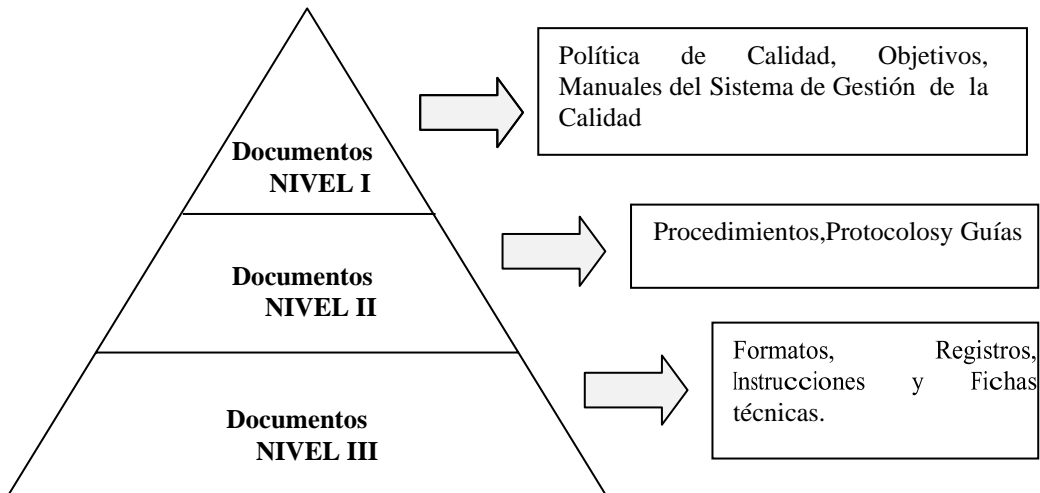 Documentos
NIVEL I
Política de Calidad, Objetivos,
Manuales del Sistema de Gestión de la
Calidad
Documentos
NIVEL II
Procedimientos,Protocolosy Guías
Documentos
NIVEL III
Formatos, Registros,
Instrucciones y Fichas
técnicas.